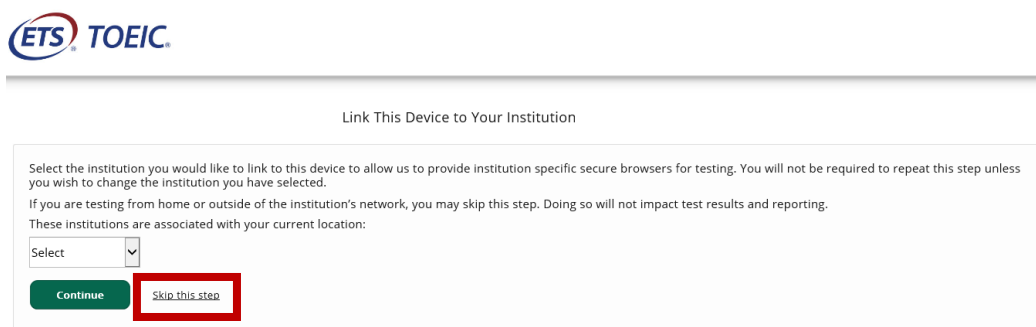 ETS® TOEIC®
Link This Device to Your Institution
Select the institution you would like to link to this device to allow us to provide institution specific secure browsers for testing. You will not be required to repeat this step unless
you wish to change the institution you have selected.
If you are testing from home or outside of the institution's network, you may skip this step. Doing so will not impact test results and reporting.
These institutions are associated with your current location:
Select
Continue Skip this step